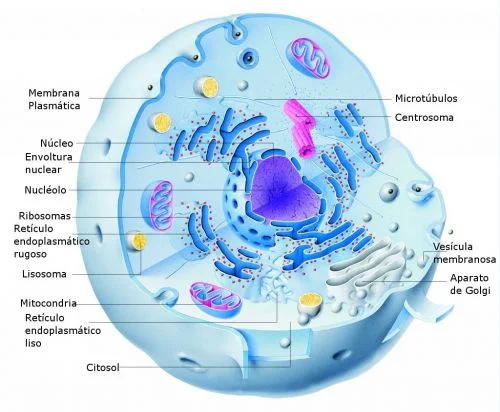 Membrana
Plasmática
Núcleo
Envoltura
nuclear
Nucléolo
Ribosomas
Retículo
endoplasmático
rugoso
Lisosoma
Mitocondria
Retículo
endoplasmático
liso
Citosol
Microtúbulos
Centrosoma
Vesícula
membranosa
Aparato
de Golgi